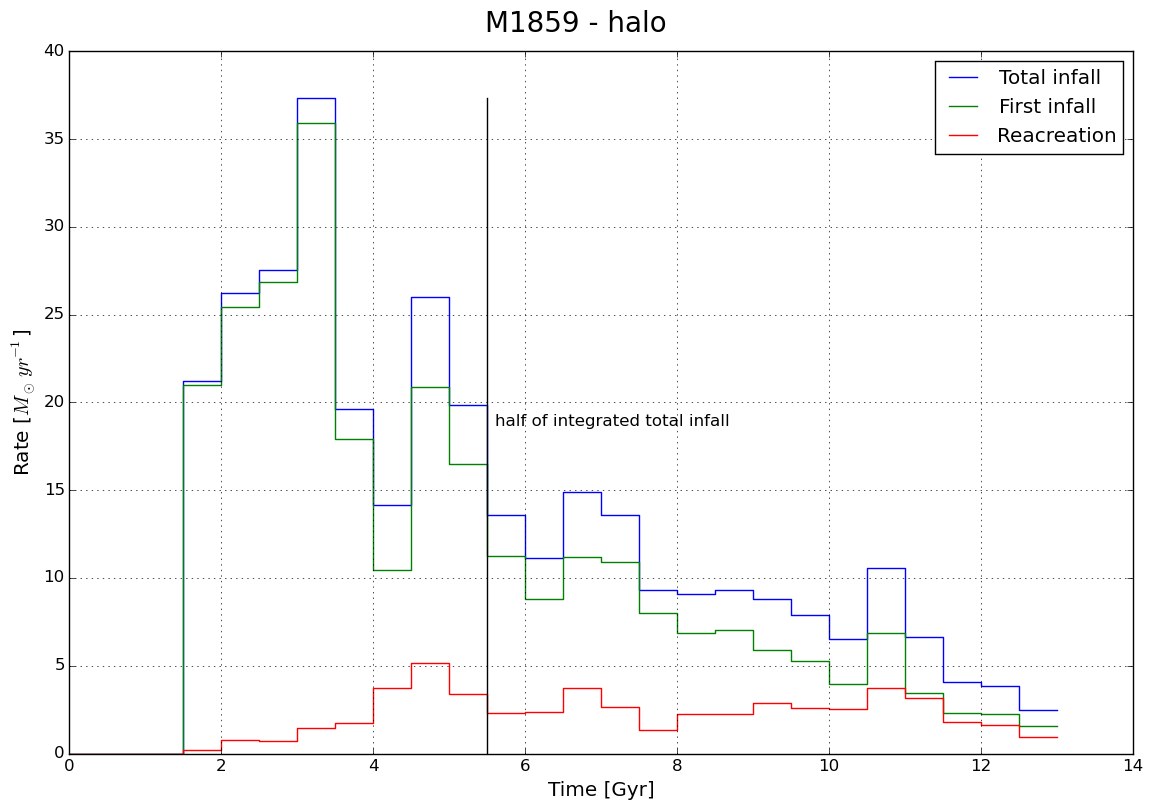 M1859 - halo
40
35
30
25
20
15
10
5
0
Rate [M⊙ yr⁻¹]
Total infall
First infall
Reacreation
half of integrated total infall
0 2 4 6 8 10 12 14
Time [Gyr]